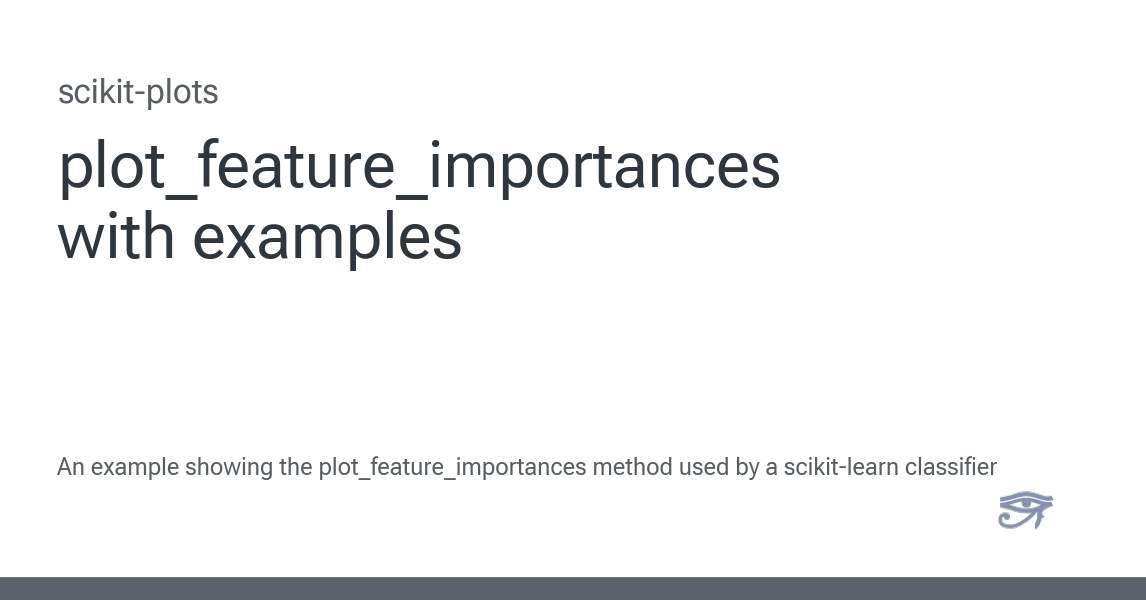 scikit-plots
plot_feature_importances
with examples
An example showing the plot_feature_importances method used by a scikit-learn classifier